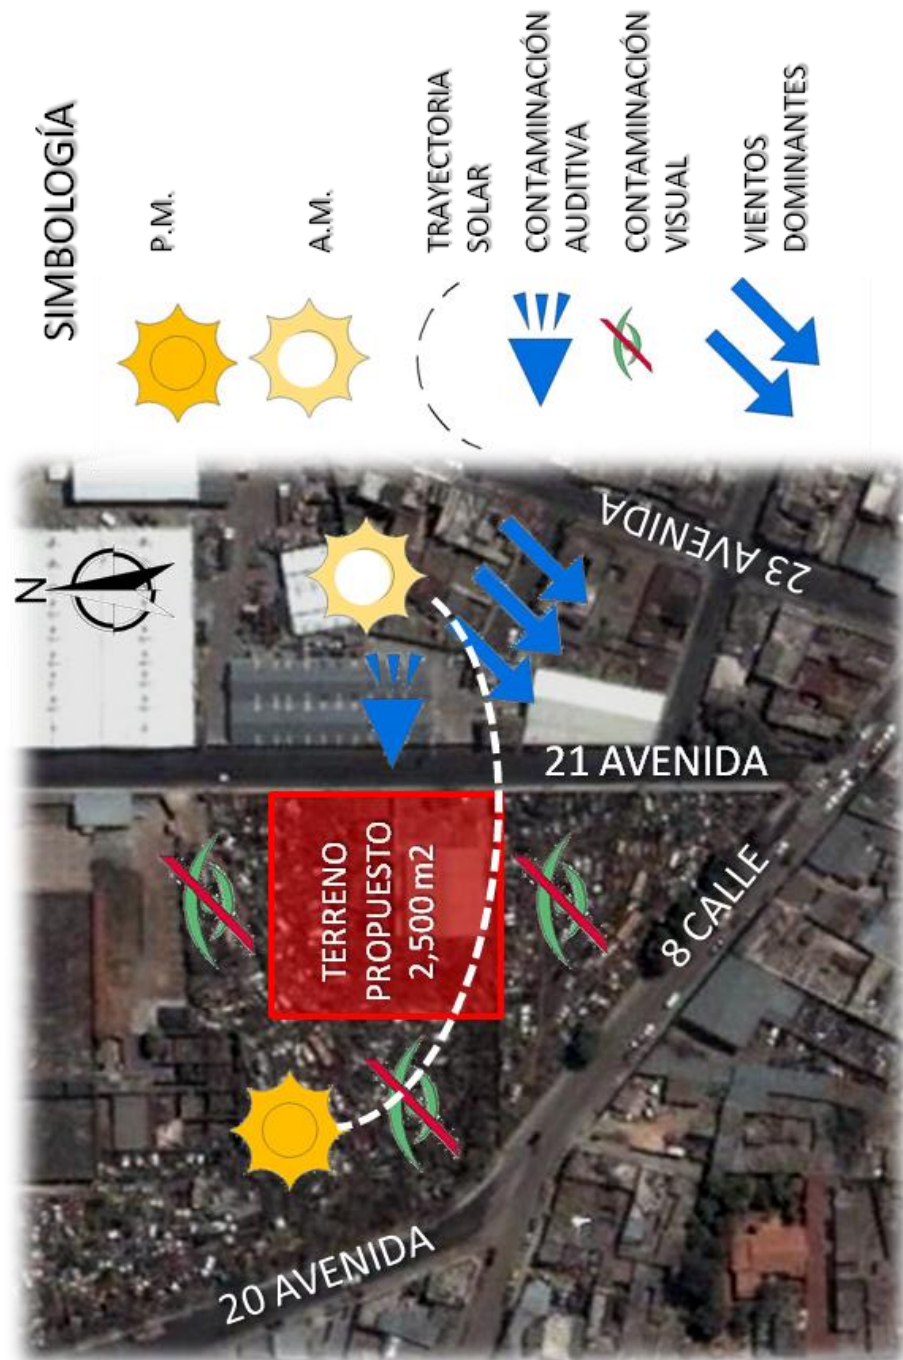 SIMBOLOGÍA
P.M.
A.M.
TRAYECTORIA
SOLAR
CONTAMINACIÓN
AUDITIVA
CONTAMINACIÓN
VISUAL
VIENTOS
DOMINANTES
N
23 AVENIDA
21 AVENIDA
TERRENO
PROPUESTO
2,500 m2
8 CALLE
20 AVENIDA